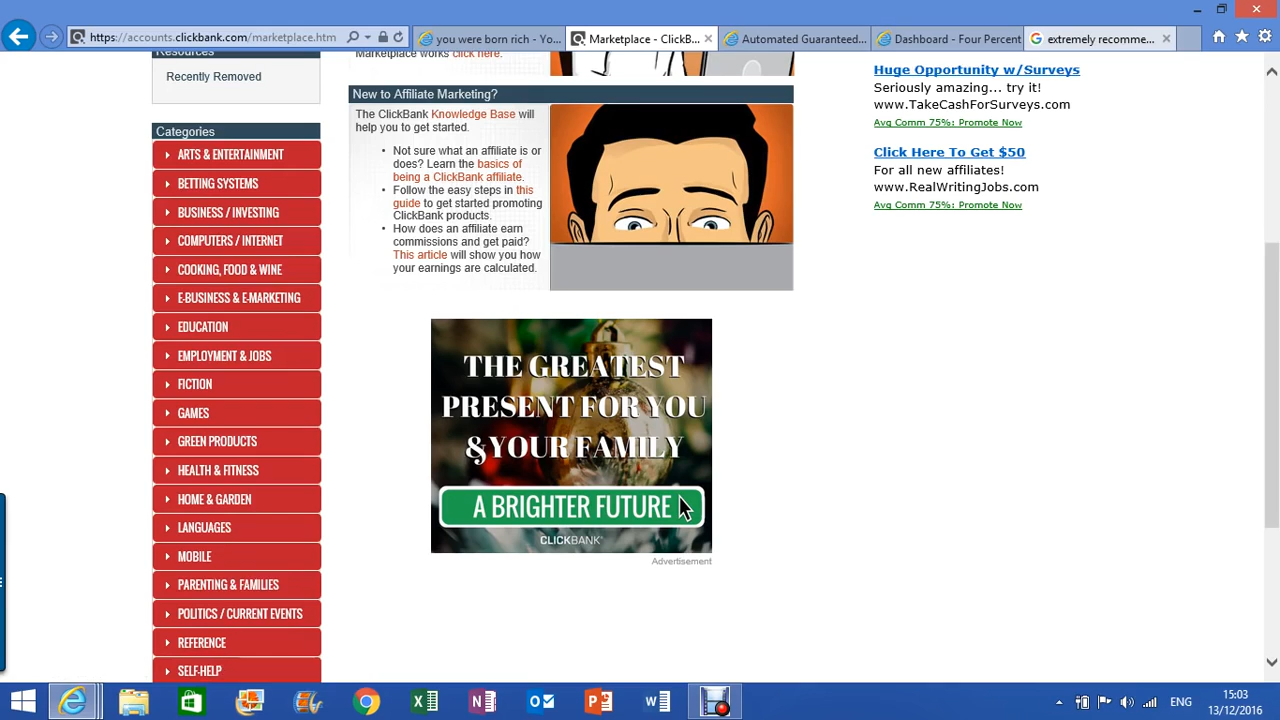 https://accounts.clickbank.com/marketplace.htm
you were born rich - Yo...
Marketplace - ClickB...
Automated Guaranteed...
Dashboard - Four Percent
extremely recomme...
Resources
Recently Removed
Categories
ARTS & ENTERTAINMENT
BETTING SYSTEMS
BUSINESS / INVESTING
COMPUTERS / INTERNET
COOKING, FOOD & WINE
E-BUSINESS & E-MARKETING
EDUCATION
EMPLOYMENT & JOBS
FICTION
GAMES
GREEN PRODUCTS
HEALTH & FITNESS
HOME & GARDEN
LANGUAGES
MOBILE
PARENTING & FAMILIES
POLITICS / CURRENT EVENTS
REFERENCE
SELF-HELP
Marketplace works click here.
New to Affiliate Marketing?
The ClickBank Knowledge Base will
help you to get started.
• Not sure what an affiliate is or
does? Learn the basics of
being a ClickBank affiliate.
• Follow the easy steps in this
guide to get started promoting
ClickBank products.
• How does an affiliate earn
commissions and get paid?
This article will show you how
your earnings are calculated.
THE GREATEST
PRESENT FOR YOU
&YOUR FAMILY
A BRIGHTER FUTURE
CLICKBANK
Advertisement
Huge Opportunity w/Surveys
Seriously amazing... try it!
www.TakeCashForSurveys.com
Avg Comm 75%: Promote Now
Click Here To Get $50
For all new affiliates!
www.RealWritingJobs.com
Avg Comm 75%: Promote Now
ENG
15:03
13/12/2016